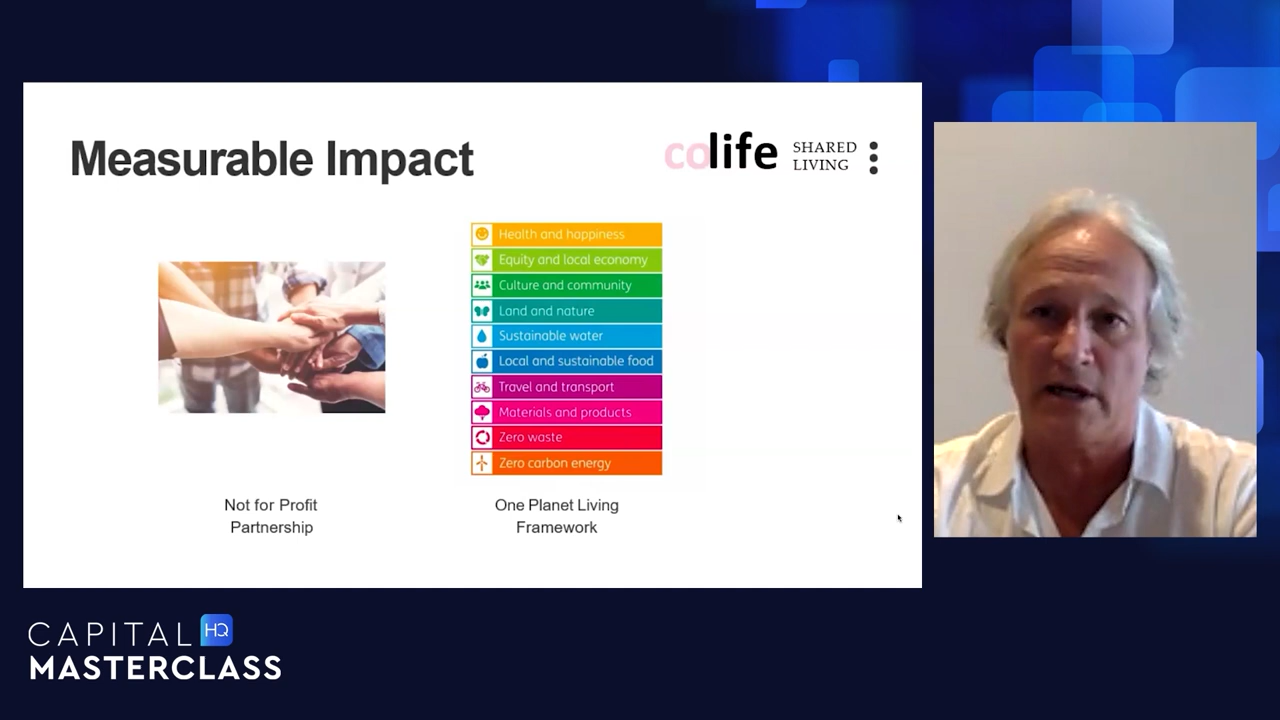 Measurable Impact
colife SHARED
LIVING
Health and happiness
Equity and local economy
Culture and community
Land and nature
Sustainable water
Local and sustainable food
Travel and transport
Materials and products
Zero waste
Zero carbon energy
Not for Profit
Partnership
One Planet Living
Framework
CAPITAL HQ
MASTERCLASS